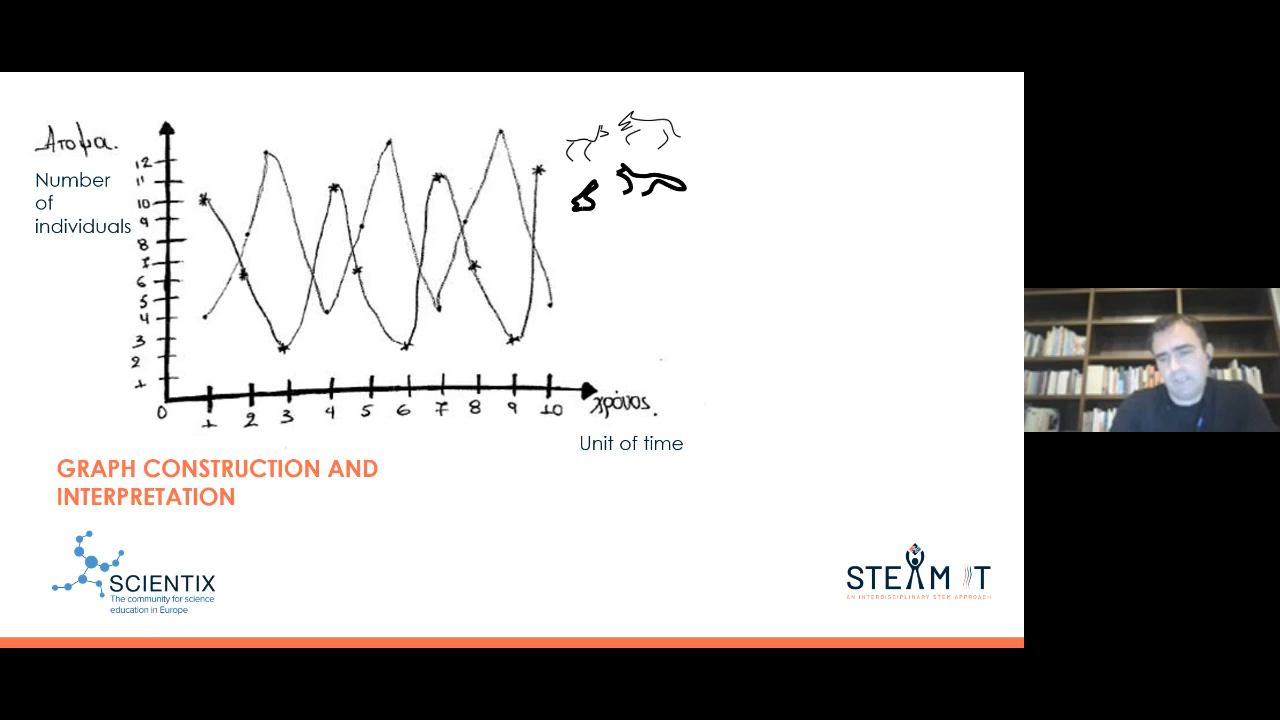 Άτομα.
Number
of
individuals
12
11
10
9
8
7
6
5
4
3
2
1
0
1 2 3 4 5 6 7 8 9 10
χρόνος.
Unit of time
GRAPH CONSTRUCTION AND
INTERPRETATION
SCIENTIX
The community for science
education in Europe
STEAM IT
AN INTERDISCIPLINARY STEM APPROACH